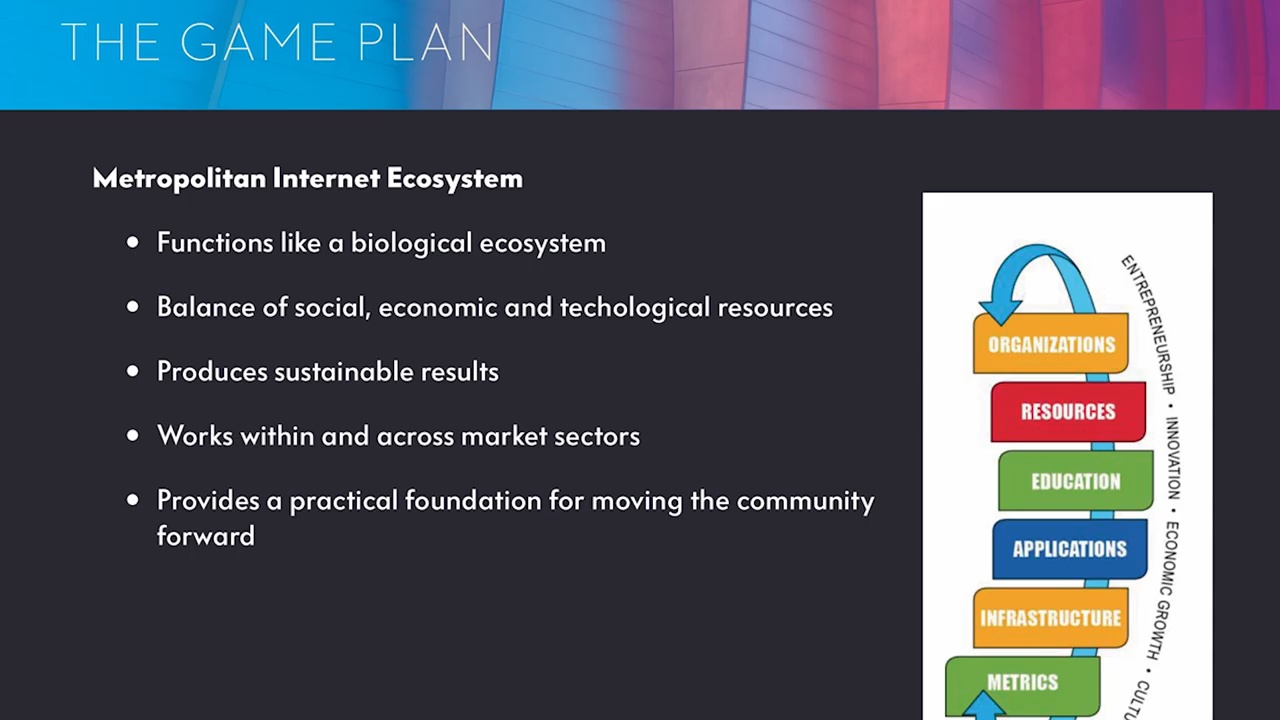 THE GAME PLAN
Metropolitan Internet Ecosystem
Functions like a biological ecosystem
Balance of social, economic and techological resources
Produces sustainable results
Works within and across market sectors
Provides a practical foundation for moving the community
forward
ORGANIZATIONS
RESOURCES
EDUCATION
APPLICATIONS
INFRASTRUCTURE
METRICS
ENTREPRENEURSHIP • INNOVATION • ECONOMIC GROWTH •